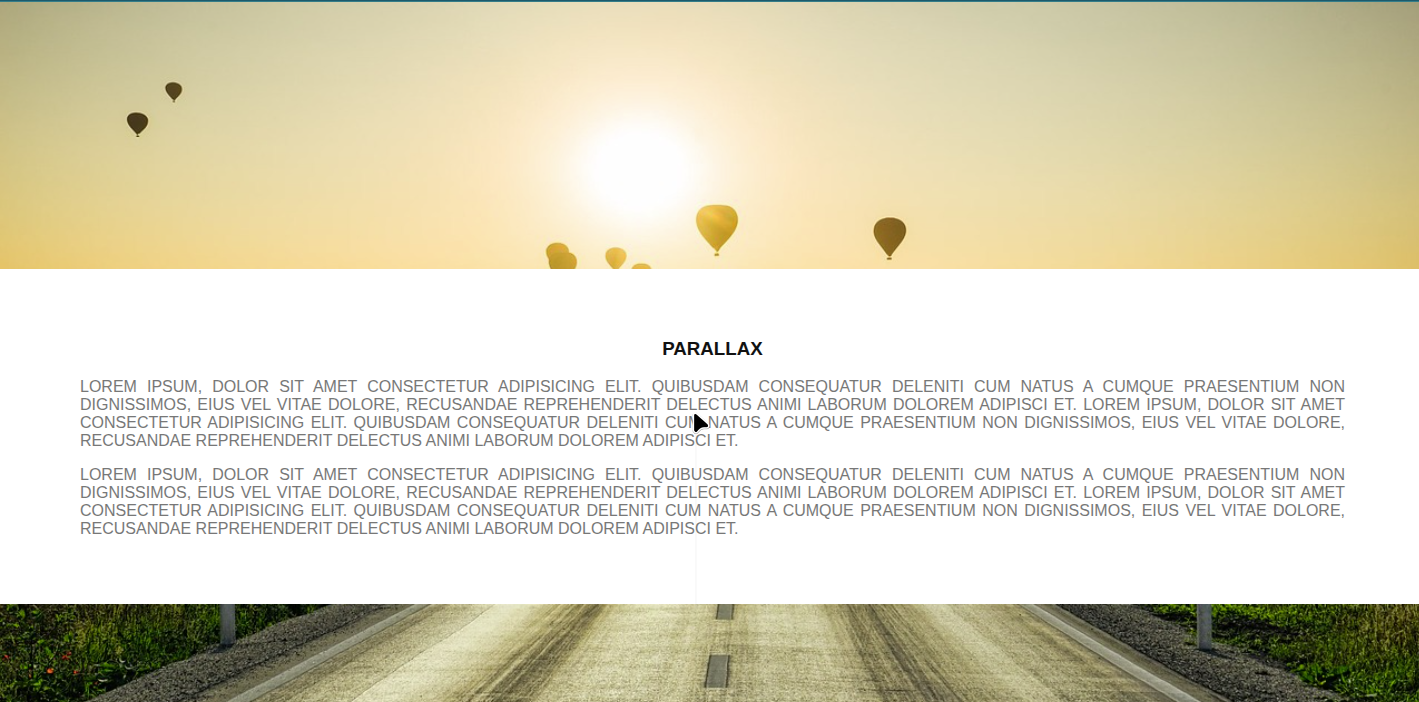 PARALLAX
LOREM IPSUM, DOLOR SIT AMET CONSECTETUR ADIPISICING ELIT. QUIBUSDAM CONSEQUATUR DELENITI CUM NATUS A CUMQUE PRAESENTIUM NON
DIGNISSIMOS, EIUS VEL VITAE DOLORE, RECUSANDAE REPREHENDERIT DELECTUS ANIMI LABORUM DOLOREM ADIPISCI ET. LOREM IPSUM, DOLOR SIT AMET
CONSECTETUR ADIPISICING ELIT. QUIBUSDAM CONSEQUATUR DELENITI CUM NATUS A CUMQUE PRAESENTIUM NON DIGNISSIMOS, EIUS VEL VITAE DOLORE,
RECUSANDAE REPREHENDERIT DELECTUS ANIMI LABORUM DOLOREM ADIPISCI ET.
LOREM IPSUM, DOLOR SIT AMET CONSECTETUR ADIPISICING ELIT. QUIBUSDAM CONSEQUATUR DELENITI CUM NATUS A CUMQUE PRAESENTIUM NON
DIGNISSIMOS, EIUS VEL VITAE DOLORE, RECUSANDAE REPREHENDERIT DELECTUS ANIMI LABORUM DOLOREM ADIPISCI ET. LOREM IPSUM, DOLOR SIT AMET
CONSECTETUR ADIPISICING ELIT. QUIBUSDAM CONSEQUATUR DELENITI CUM NATUS A CUMQUE PRAESENTIUM NON DIGNISSIMOS, EIUS VEL VITAE DOLORE,
RECUSANDAE REPREHENDERIT DELECTUS ANIMI LABORUM DOLOREM ADIPISCI ET.